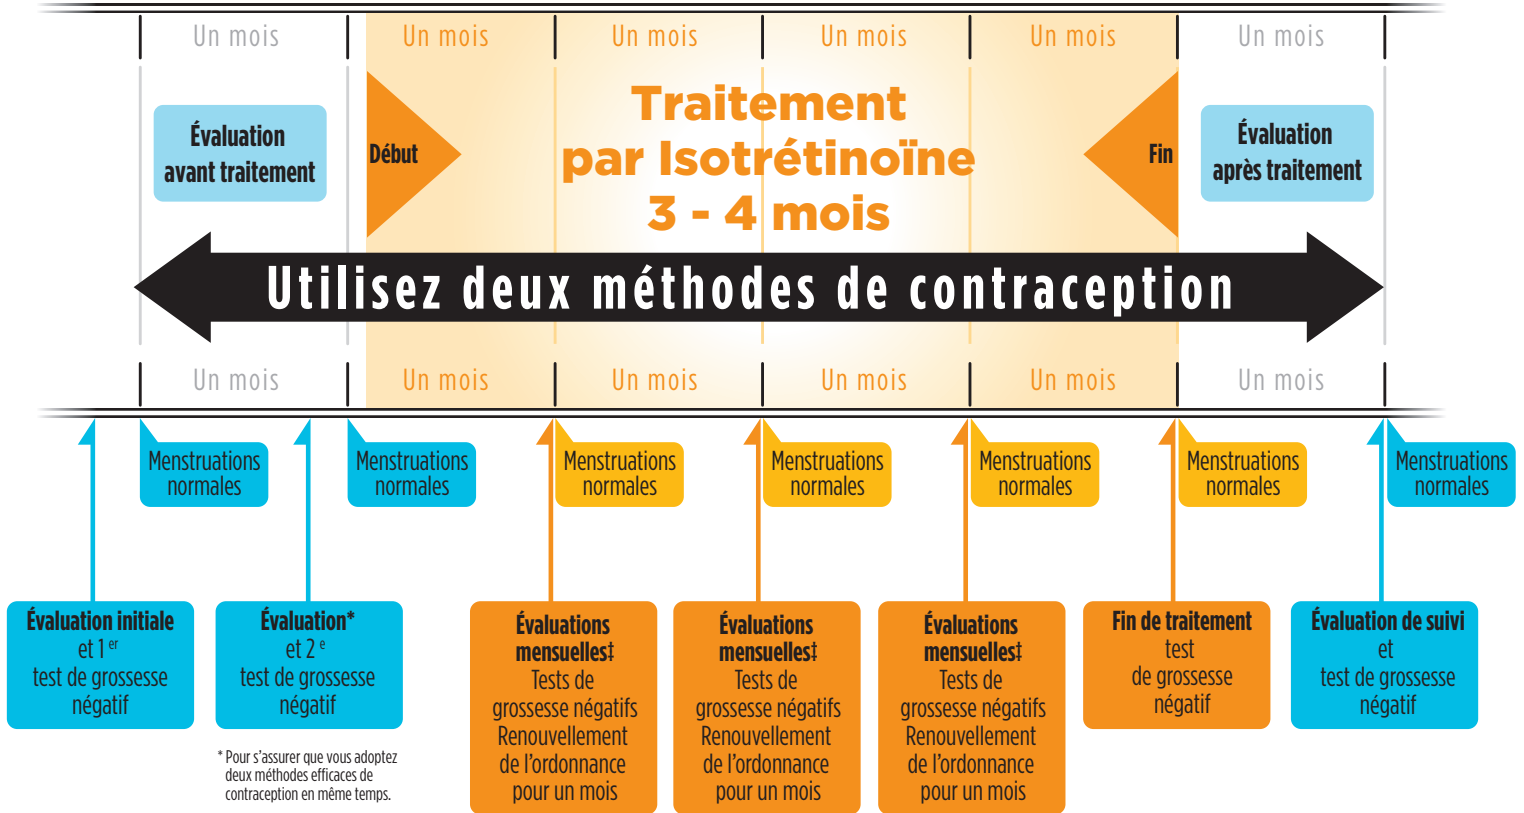 Un mois
Un mois
Un mois
Un mois
Un mois
Un mois
Évaluation
avant traitement
Début
Traitement
par Isotrétinoïne
3 - 4 mois
Fin
Évaluation
après traitement
Utilisez deux méthodes de contraception
Un mois
Un mois
Un mois
Un mois
Un mois
Un mois
Menstruations
normales
Menstruations
normales
Menstruations
normales
Menstruations
normales
Menstruations
normales
Menstruations
normales
Menstruations
normales
Évaluation initiale
et 1 er
test de grossesse
négatif
Évaluation*
et 2 e
test de grossesse
négatif
* Pour s'assurer que vous adoptez
deux méthodes efficaces de
contraception en même temps.
Évaluations
mensuelles‡
Tests de
grossesse négatifs
Renouvellement
de l'ordonnance
pour un mois
Évaluations
mensuelles‡
Tests de
grossesse négatifs
Renouvellement
de l'ordonnance
pour un mois
Évaluations
mensuelles‡
Tests de
grossesse négatifs
Renouvellement
de l'ordonnance
pour un mois
Fin de traitement
test
de grossesse
négatif
Évaluation de suivi
et
test de grossesse
négatif